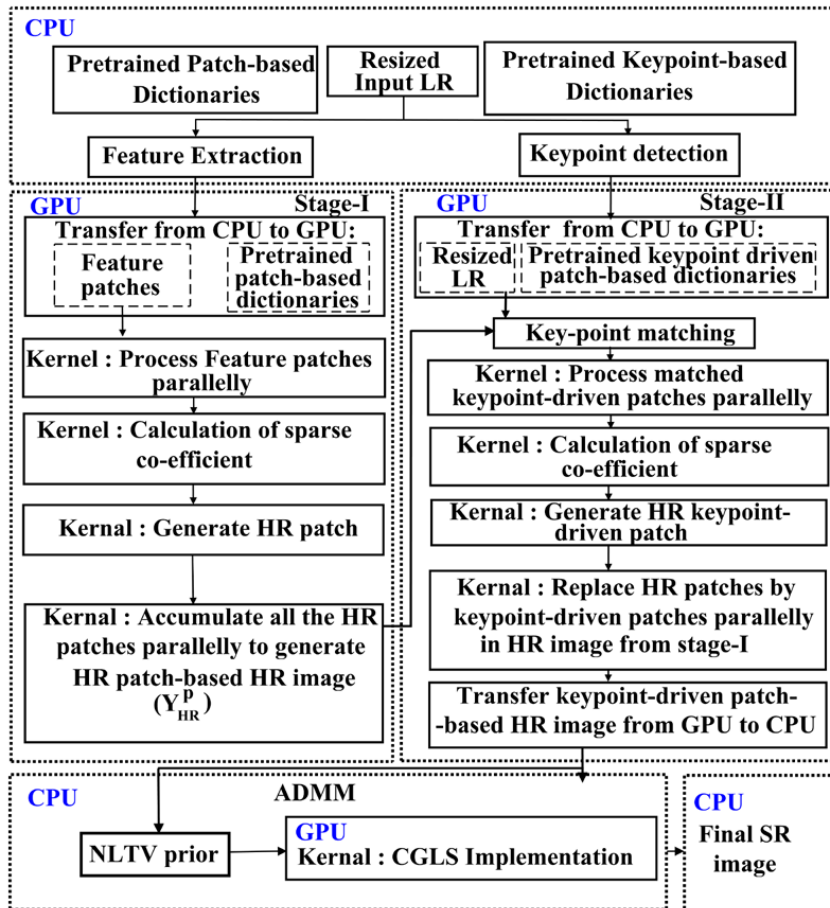 CPU
Pretrained Patch-based
Dictionaries
Resized
Input LR
Pretrained Keypoint-based
Dictionaries
Feature Extraction
Keypoint detection
GPU
Stage-I
Transfer from CPU to GPU:
Feature
patches
Pretrained
patch-based
dictionaries
Kernel : Process Feature patches
parallelly
Kernel : Calculation of sparse
co-efficient
Kernal : Generate HR patch
Kernal : Accumulate all the HR
patches parallelly to generate
HR patch-based HR image
(Y_HR^p)
GPU
Stage-II
Transfer from CPU to GPU:
Resized
LR
Pretrained keypoint driven
patch-based dictionaries
Key-point matching
Kernel : Process matched
keypoint-driven patches parallelly
Kernel : Calculation of sparse
co-efficient
Kernal : Generate HR keypoint-
driven patch
Kernal : Replace HR patches by
keypoint-driven patches parallelly
in HR image from stage-I
Transfer keypoint-driven patch-
-based HR image from GPU to CPU
CPU
ADMM
NLTV prior
GPU
Kernal : CGLS Implementation
CPU
Final SR
image